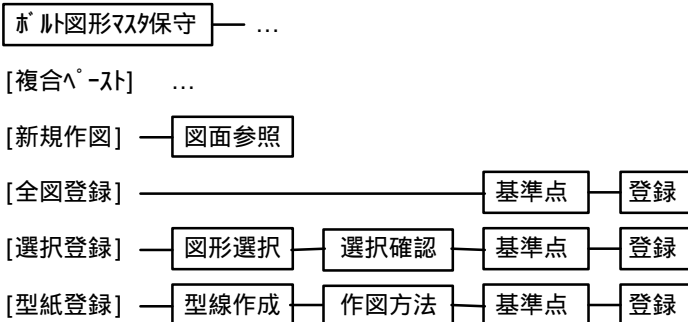 ﾎﾞﾙﾄ図形ﾏｽﾀ保守 …
[複合ﾍﾟｰｽﾄ] …
[新規作図] 図面参照
[全図登録] 基準点 登録
[選択登録] 図形選択 選択確認 基準点 登録
[型紙登録] 型線作成 作図方法 基準点 登録